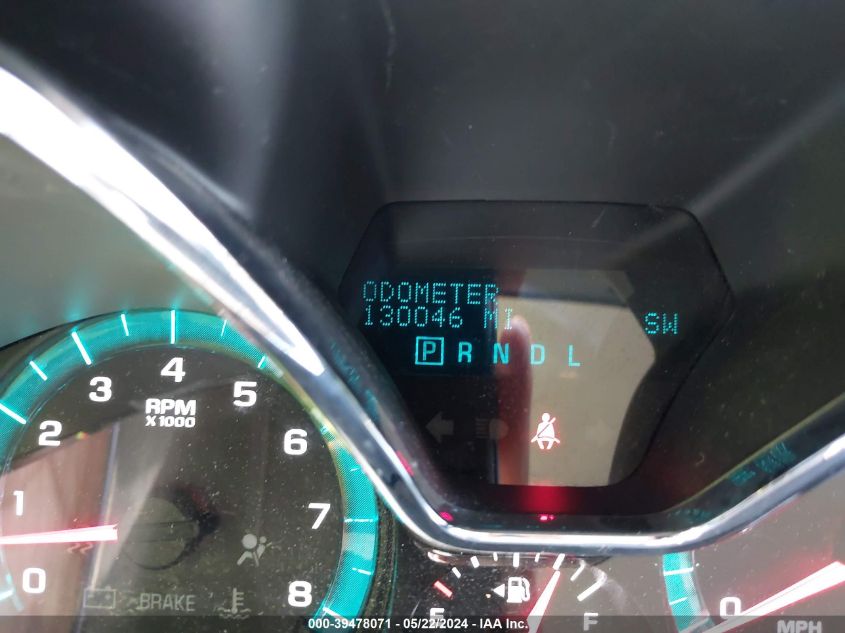 ODOMETER
130046 MI
SW
P R N D L
0
1
2
3
4
5
6
7
8
RPM
X1000
BRAKE
E
F
0
MPH
000-39478071 - 05/22/2024 - IAA Inc.